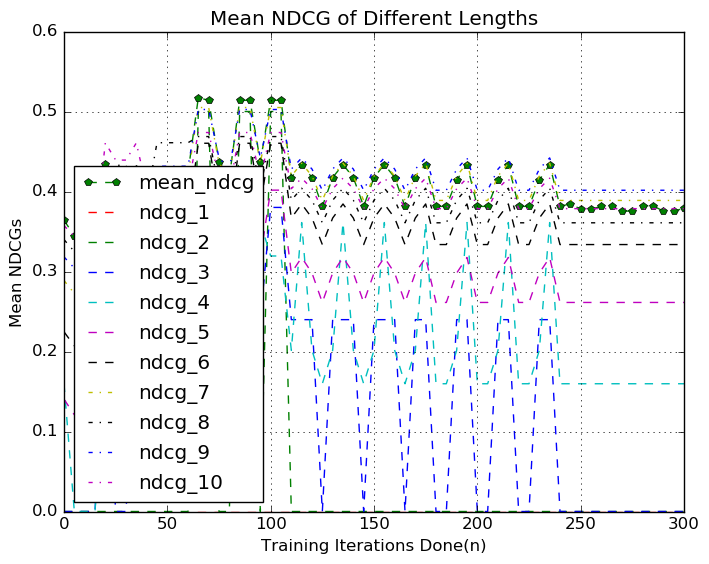 Mean NDCG of Different Lengths
0.6
0.5
0.4
0.3
0.2
0.1
0.0
Mean NDCGs
mean_ndcg
ndcg_1
ndcg_2
ndcg_3
ndcg_4
ndcg_5
ndcg_6
ndcg_7
ndcg_8
ndcg_9
ndcg_10
0 50 100 150 200 250 300
Training Iterations Done(n)